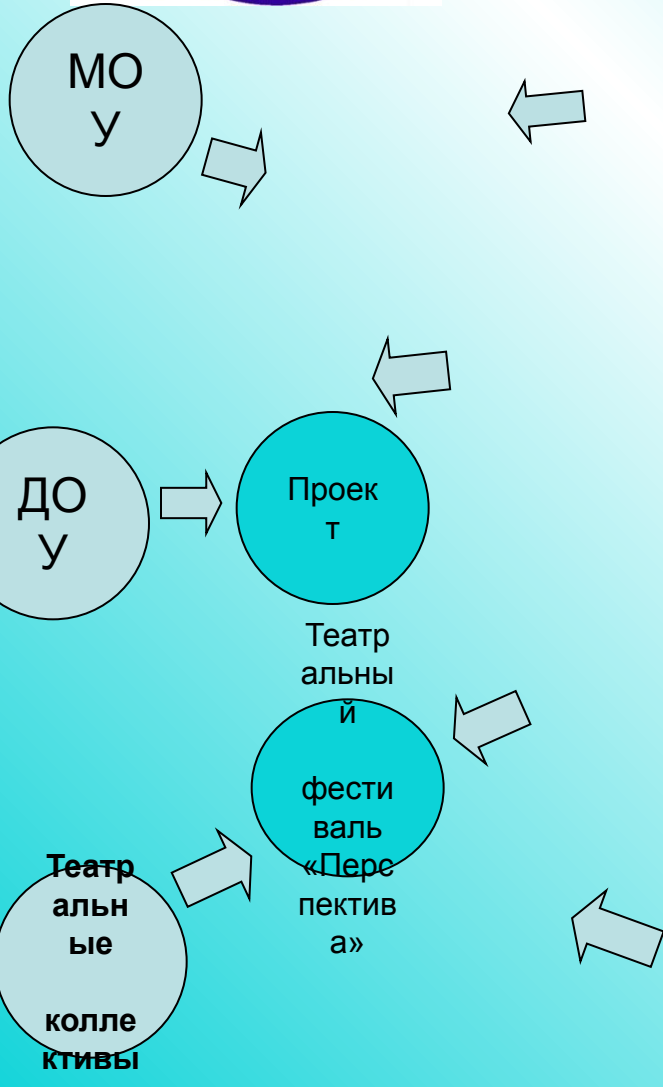 МО
У
ДО
У
Проек
т
Театр
альны
й
фести
валь
«Перс
пектив
а»
Театр
альн
ые
колле
ктивы